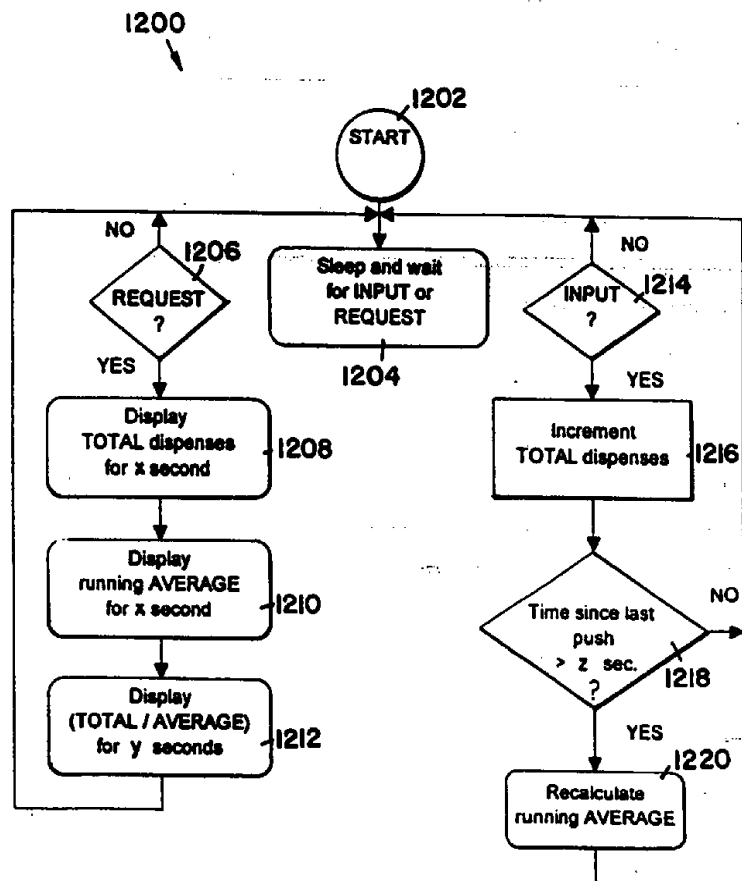 1200
1202
START
NO
1206
REQUEST
?
YES
Sleep and wait
for INPUT or
REQUEST
1204
NO
1214
INPUT
?
YES
Display
TOTAL dispenses
for x second
1208
Increment
TOTAL dispenses
1216
Display
running AVERAGE
for x second
1210
Time since last
push
> z sec.
?
1218
NO
YES
Display
(TOTAL / AVERAGE)
for y seconds
1212
1220
Recalculate
running AVERAGE